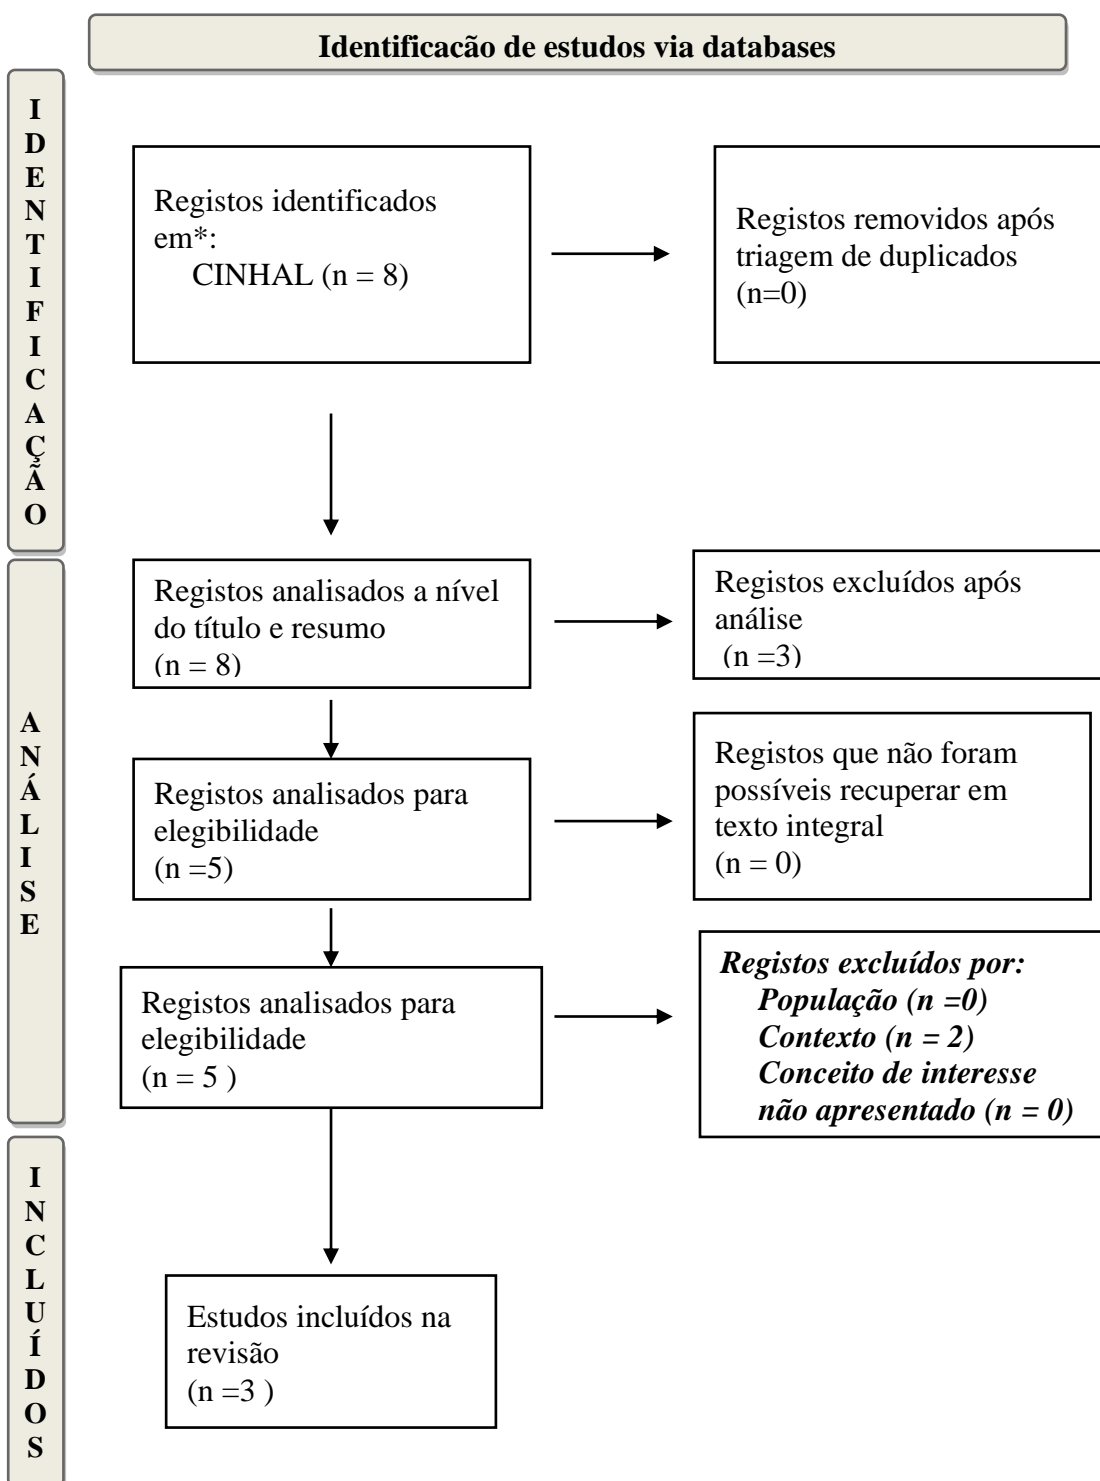 Identificacão de estudos via databases
IDENTIFICAÇÃO
Registos identificados
em*:
CINHAL (n = 8)
Registos removidos após
triagem de duplicados
(n=0)
ANÁLISE
Registos analisados a nível
do título e resumo
(n = 8)
Registos excluídos após
análise
(n =3)
Registos analisados para
elegibilidade
(n =5)
Registos que não foram
possíveis recuperar em
texto integral
(n = 0)
Registos analisados para
elegibilidade
(n = 5 )
Registos excluídos por:
População (n =0)
Contexto (n = 2)
Conceito de interesse
não apresentado (n = 0)
INCLUÍDOS
Estudos incluídos na
revisão
(n =3 )